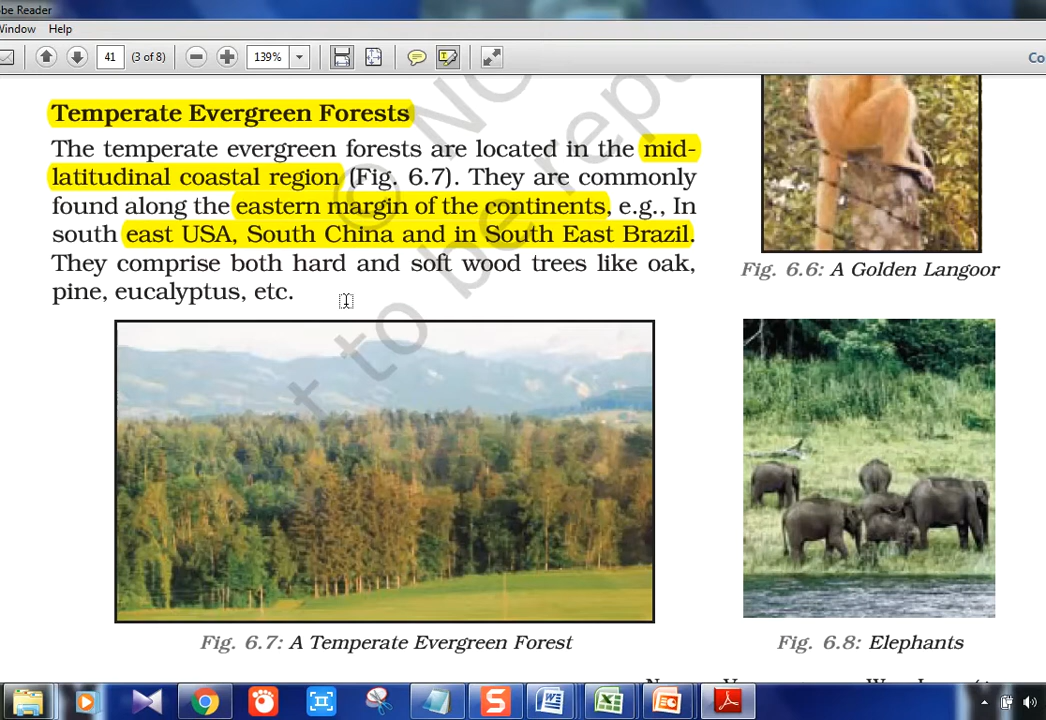 obe Reader
Window Help
41 (3 of 8) 139% Co
Temperate Evergreen Forests
The temperate evergreen forests are located in the mid-
latitudinal coastal region (Fig. 6.7). They are commonly
found along the eastern margin of the continents, e.g., In
south east USA, South China and in South East Brazil.
They comprise both hard and soft wood trees like oak,
pine, eucalyptus, etc.
Fig. 6.6: A Golden Langoor
Fig. 6.7: A Temperate Evergreen Forest
Fig. 6.8: Elephants